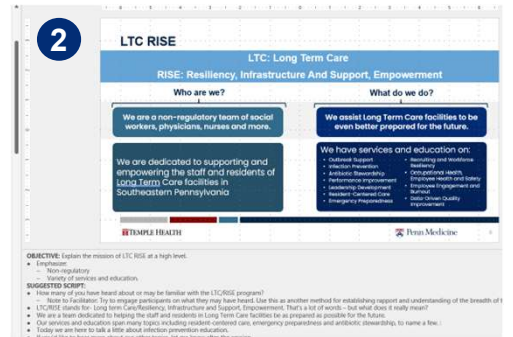 2
LTC RISE
LTC: Long Term Care
RISE: Resiliency, Infrastructure And Support, Empowerment
Who are we?
What do we do?
We are a non-regulatory team of social
workers, physicians, nurses and more.
We assist Long Term Care facilities to be
even better prepared for the future.
We are dedicated to supporting and
empowering the staff and residents of
Long Term Care facilities in
Southeastern Pennsylvania
We have services and education on:
• Outbreak Support
• Infection Prevention
• Antibiotic Stewardship
• Performance Improvement
• Leadership Development
• Resident-Centered Care
• Emergency Preparedness
• Recruiting and Workforce
Resiliency
• Occupational Health,
Employee Health and Safety
• Employee Engagement and
Burnout
• Data-Driven Quality
Improvement
TEMPLE HEALTH
Penn Medicine
OBJECTIVE: Explain the mission of LTC RISE at a high level.
• Emphasize:
– Non-regulatory
– Variety of services and education.
SUGGESTED SCRIPT:
• How many of you have heard about or may be familiar with the LTC/RISE program?
– Note to Facilitator: Try to engage participants on what they may have heard. Use this as another method for establishing rapport and understanding of the breadth of
• LTC/RISE stands for- Long Term Care/Resiliency, Infrastructure and Support, Empowerment. That's a lot of words – but what does it really mean?
• We are a team dedicated to helping the staff and residents in Long Term Care facilities be as prepared as possible for the future.
• Our services and education span many topics including resident-centered care, emergency preparedness and antibiotic stewardship, to name a few. :
• Today we are here to talk a little about infection prevention education.